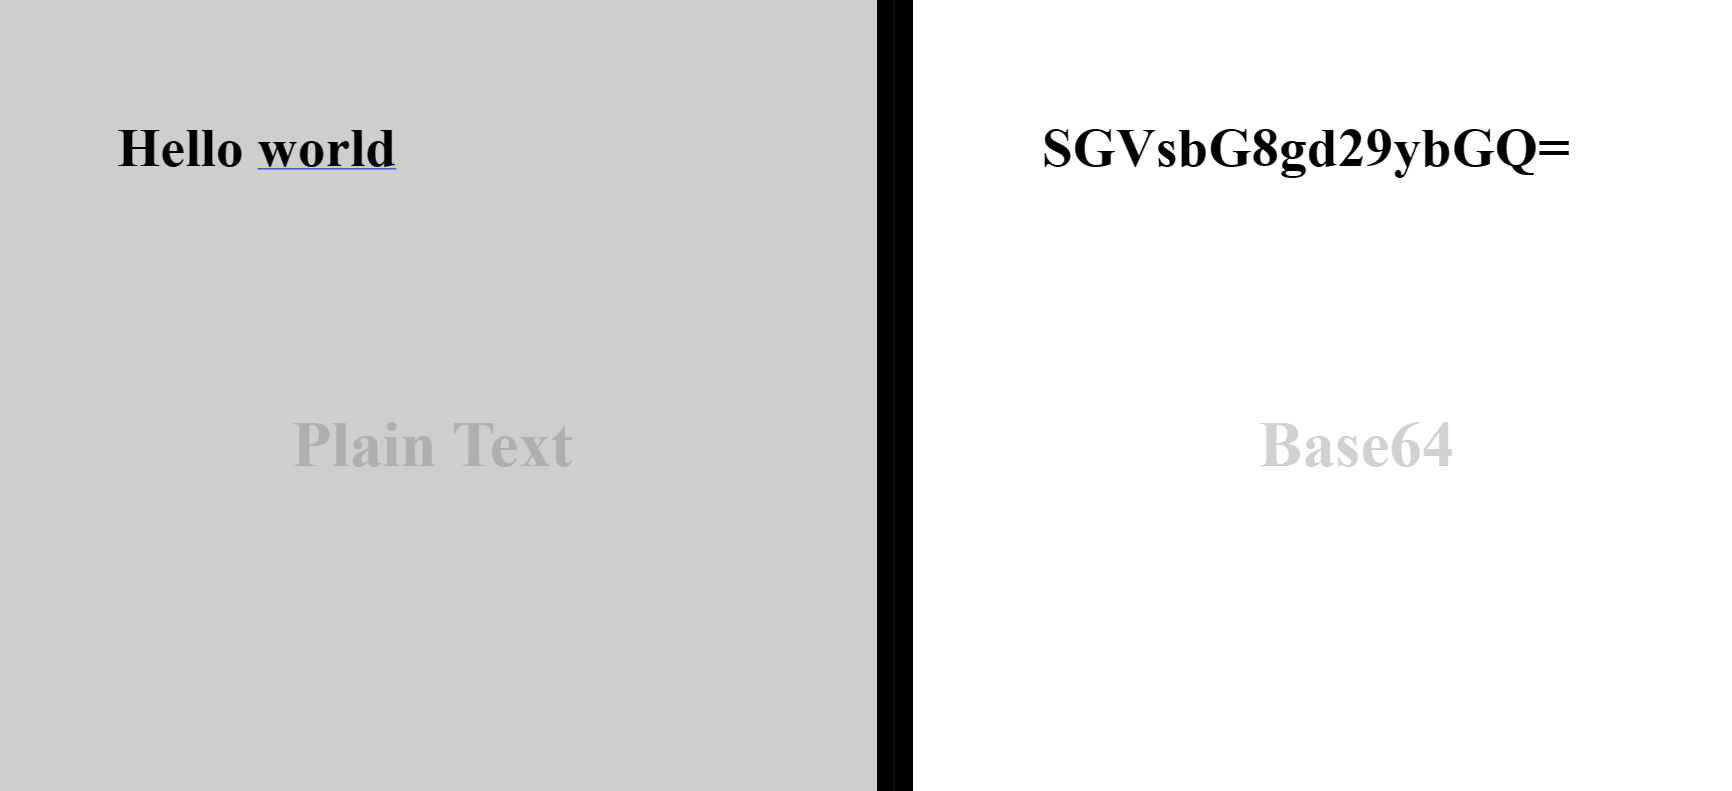 Hello world
SGVsbG8gd29ybGQ=
Plain Text
Base64